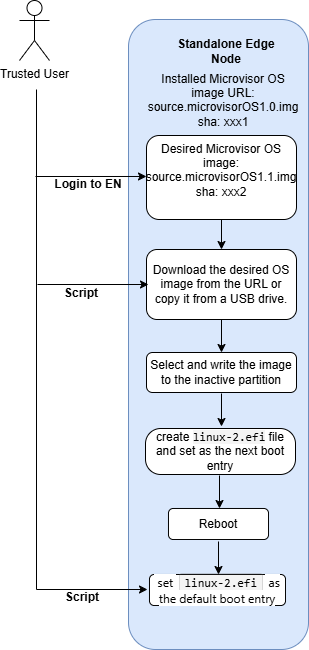 Trusted User
Standalone Edge
Node
Installed Microvisor OS
image URL:
source.microvisorOS1.0.img
sha: xxx1
Desired Microvisor OS
image:
source.microvisorOS1.1.img
sha: xxx2
Login to EN
Download the desired OS
image from the URL or
copy it from a USB drive.
Script
Select and write the image
to the inactive partition
create linux-2.efi file
and set as the next boot
entry
Reboot
set linux-2.efi as
the default boot entry
Script